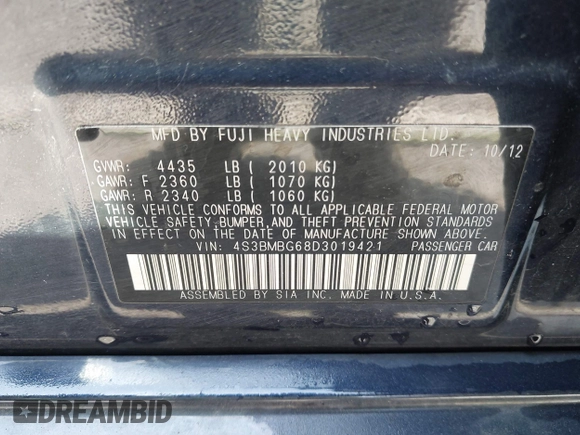 MFD BY FUJI HEAVY INDUSTRIES LTD.
DATE: 10/12
GVWR: 4435 LB ( 2010 KG)
GAWR: F 2360 LB ( 1070 KG)
GAWR: R 2340 LB ( 1060 KG)
THIS VEHICLE CONFORMS TO ALL APPLICABLE FEDERAL MOTOR
VEHICLE SAFETY, BUMPER, AND THEFT PREVENTION STANDARDS
IN EFFECT ON THE DATE OF MANUFACTURE SHOWN ABOVE.
VIN: 4S3BMBG68D3019421 PASSENGER CAR
ASSEMBLED BY SIA INC. MADE IN U.S.A.
DREAMBID